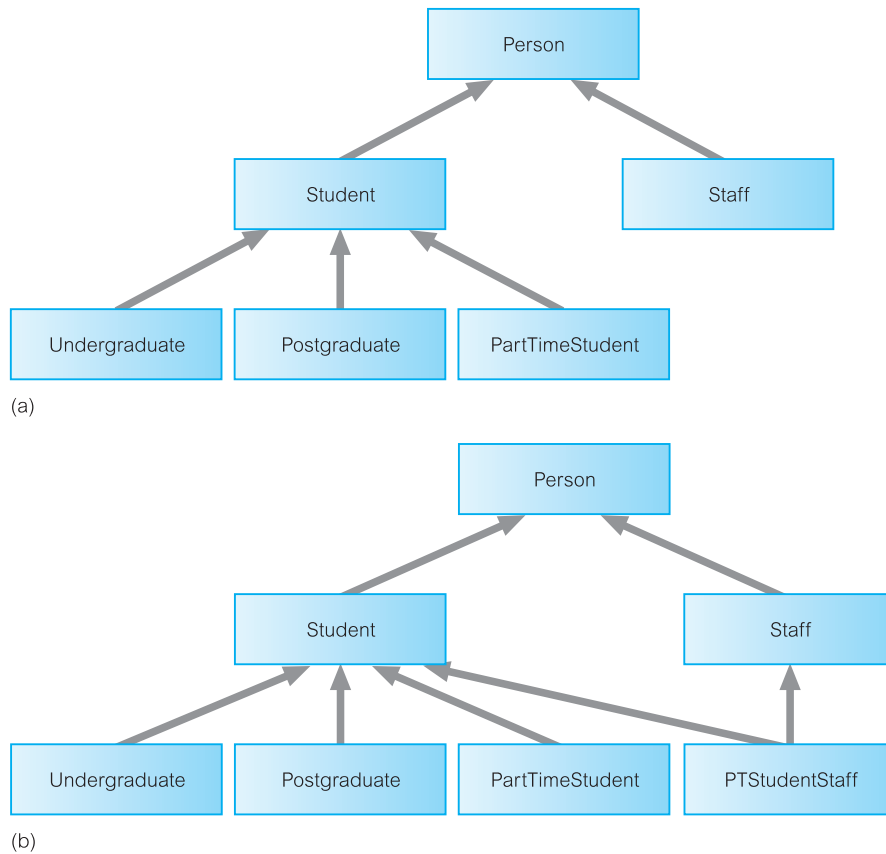 Person
Student
Staff
Undergraduate
Postgraduate
PartTimeStudent
(a)
Person
Student
Staff
Undergraduate
Postgraduate
PartTimeStudent
PTStudentStaff
(b)